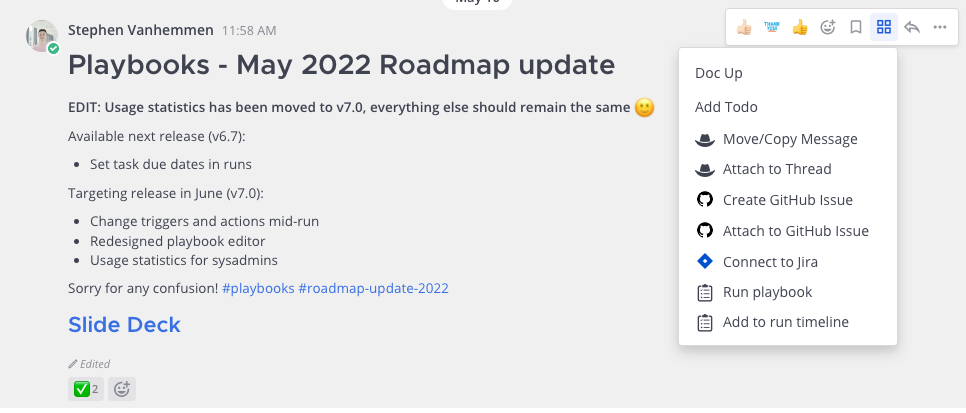 May 10
Stephen Vanhemmen 11:58 AM
Playbooks - May 2022 Roadmap update
EDIT: Usage statistics has been moved to v7.0, everything else should remain the same
Available next release (v6.7):
Set task due dates in runs
Targeting release in June (v7.0):
Change triggers and actions mid-run
Redesigned playbook editor
Usage statistics for sysadmins
Sorry for any confusion! #playbooks #roadmap-update-2022
Slide Deck
Edited
2
THANK
Doc Up
Add Todo
Move/Copy Message
Attach to Thread
Create GitHub Issue
Attach to GitHub Issue
Connect to Jira
Run playbook
Add to run timeline